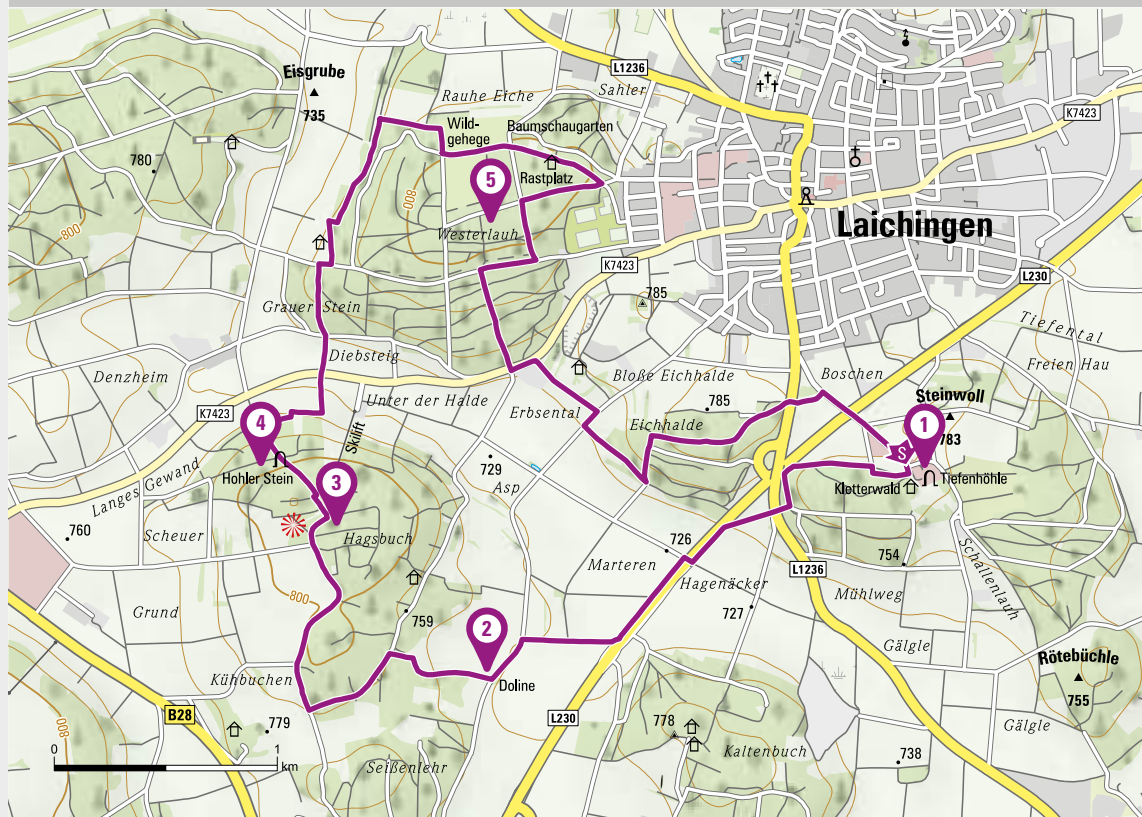 L1236
Eisgrube
735
Rauhe Eiche
Sahler
Wild-
gehege
Baumschaugarten
K7423
780
Rastplatz
5
800
Westerlauh
Laichingen
800
K7423
L230
785
Grauer Stein
Tiefental
Diebsteig
Freien Hau
Denzheim
Bloße Eichhalde
Boschen
Unter der Halde
Steinwoll
K7423
Erbsental
785
4
Skilift
Eichhalde
1
783
S
729
Hohler Stein
Langes Gewand
3
Asp
Kletterwald
Tiefenhöhle
760
Scheuer
Hagsbuch
726
754
Marteren
Schallenlauh
L1236
Hagenäcker
800
Mühlweg
Grund
759
727
2
Gälgle
Rötebüchle
Kühbuchen
Doline
755
B28
L230
778
779
Gälgle
800
Kaltenbuch
738
0
1
km
Seißenlehr